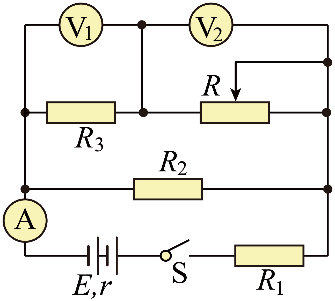 V₁ V₂
R
R₃
R₂
A
E,r S R₁